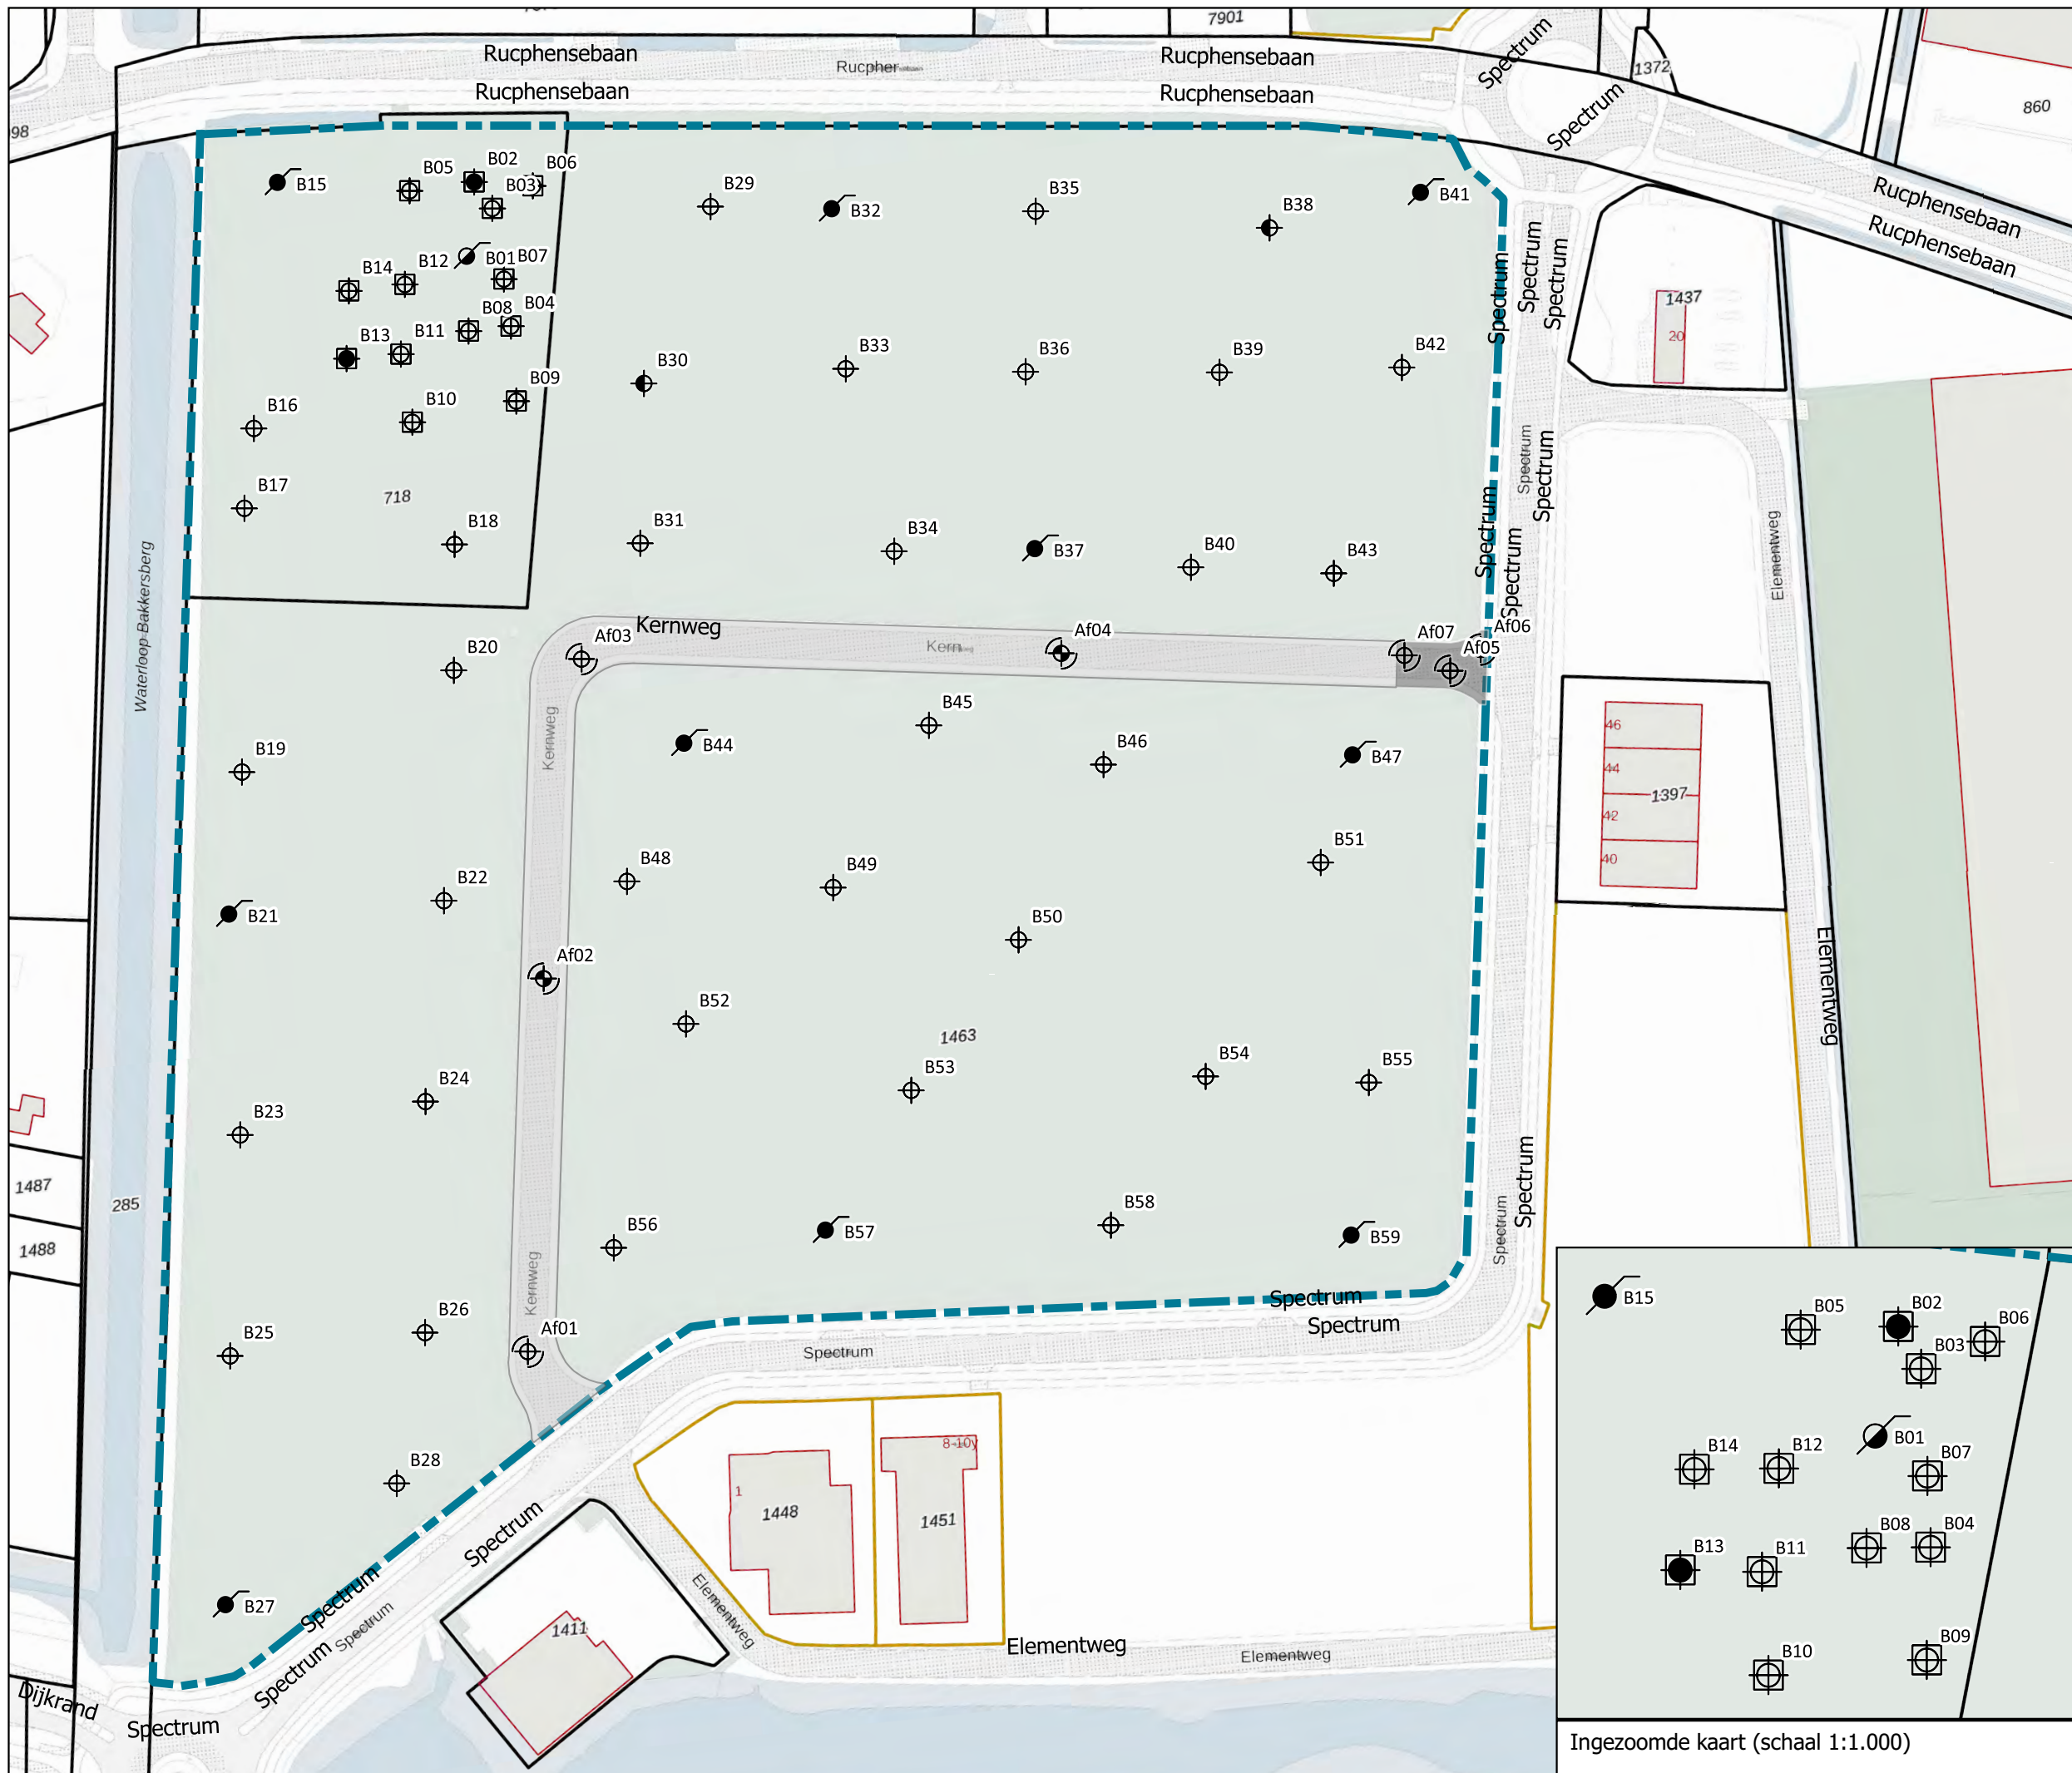 7901
Rucphensebaan
Rucphensebaan
Rucpher
Rucphensebaan
Rucphensebaan
Spectrum
Spectrum
1372
860
98
Rucphensebaan
Rucphensebaan
B15
B05
B02
B03
B06
B29
B32
B35
B38
B41
B14
B12
B01
B07
B13
B11
B08
B04
B09
B10
B16
B17
B18
718
B30
B33
B36
B39
B42
B31
B34
B37
B40
B43
Spectrum
Spectrum
Spectrum
Spectrum
Spectrum
Spectrum
Spectrum
1437
20
Elementweg
Waterloop Bakkersberg
Kernweg
Kern
Af03
Af04
Af07
Af06
Af05
B20
B19
Kernweg
B44
B45
B46
B47
46
44
1397
42
40
B48
B49
B51
B22
B21
B50
Af02
Elementweg
B52
1463
B53
B54
B55
B24
B23
1487
285
1488
Spectrum
Spectrum
Kernweg
B56
B57
B58
B59
B26
B25
Af01
Spectrum
Spectrum
Spectrum
B28
B27
Spectrum
Spectrum
Spectrum
Spectrum
Spectrum
Dijkrand
1411
Elementweg
1
1448
8-10y
1451
Elementweg
Elementweg
B15
B05
B02
B06
B03
B01
B14
B12
B07
B08
B04
B13
B11
B10
B09
Ingezoomde kaart (schaal 1:1.000)